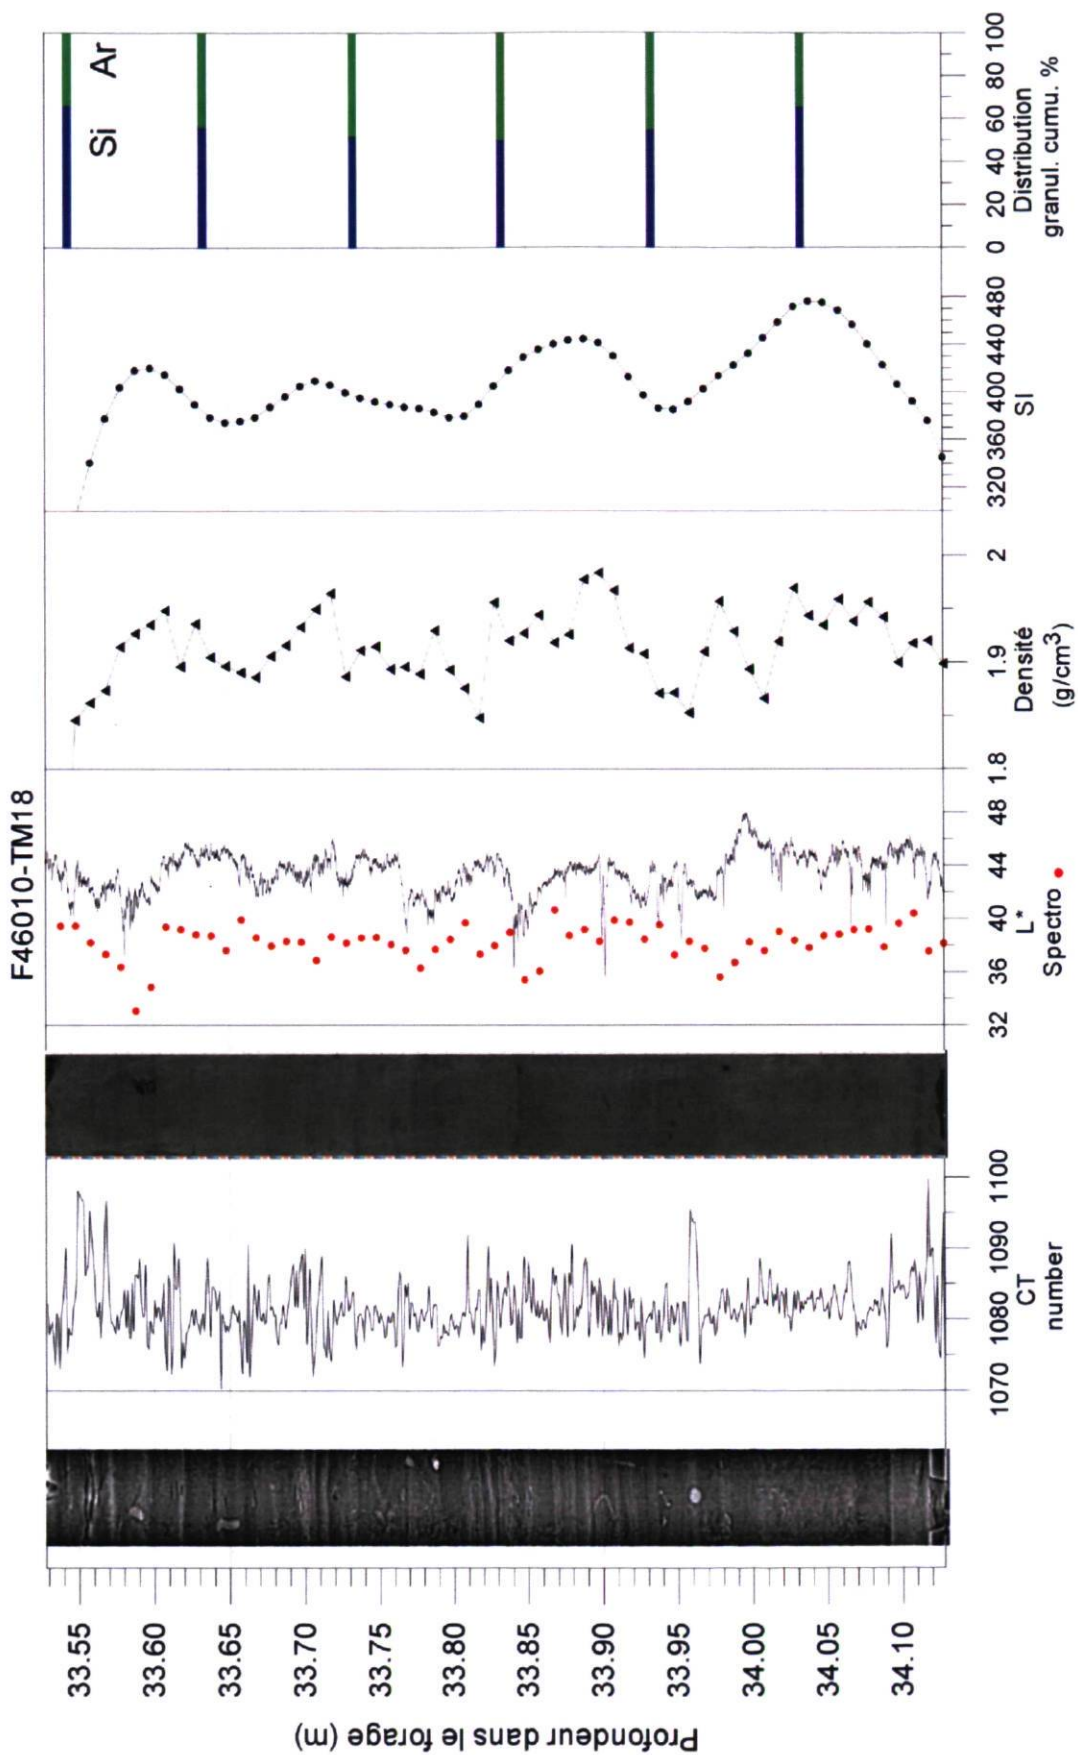 F46010-TM18
Si Ar
0 20 40 60 80 100
Distribution
granul. cumu. %
320 360 400 440 480
SI
1.8 1.9 2
Densité
(g/cm3)
32 36 40 44 48
L*
Spectro
1070 1080 1090 1100
CT
number
33.55
33.60
33.65
33.70
33.75
33.80
33.85
33.90
33.95
34.00
34.05
34.10
Profondeur dans le forage (m)